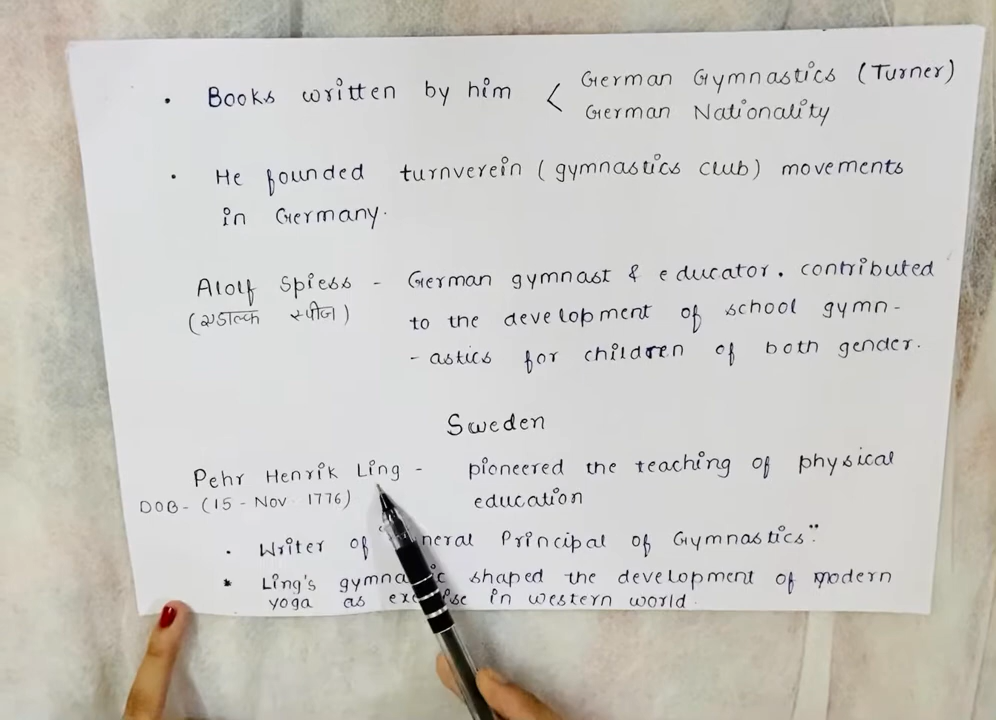 • Books written by him < German Gymnastics (Turner)
German Nationality
• He founded turnverein (gymnastics club) movements
in Germany.
Alolf Spiess - German gymnast & educator. contributed
(अडाल्फ स्पीज) to the development of school gymn-
-astics for children of both gender.
Sweden
Pehr Henrik Ling - pioneered the teaching of physical
DOB- (15 - Nov 1776) education
• Writer of Principal of Gymnastics".
• Ling's shaped the development of modern
yoga as in western world.